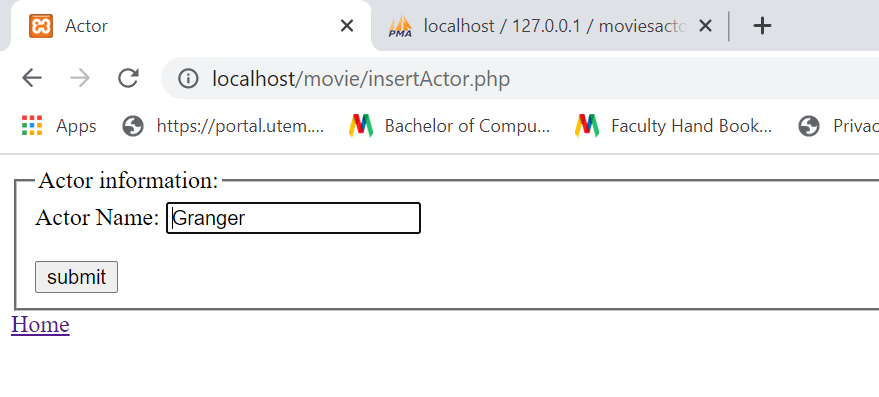 Actor
PMA localhost / 127.0.0.1 / moviesacto
localhost/movie/insertActor.php
Apps https://portal.utem.... Bachelor of Compu... Faculty Hand Book... Privac
Actor information:
Actor Name: Granger
submit
Home